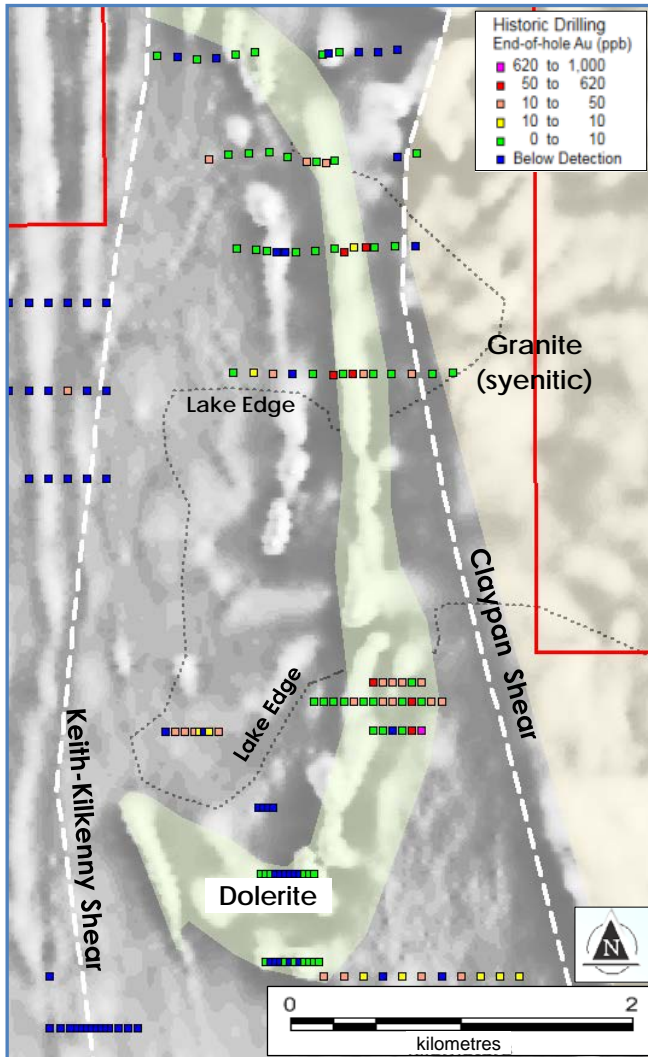 Historic Drilling
End-of-hole Au (ppb)
620 to 1,000
50 to 620
10 to 50
10 to 10
0 to 10
Below Detection
Granite
(syenitic)
Lake Edge
Claypan Shear
Lake Edge
Keith-Kilkenny Shear
Dolerite
N
0 2
kilometres